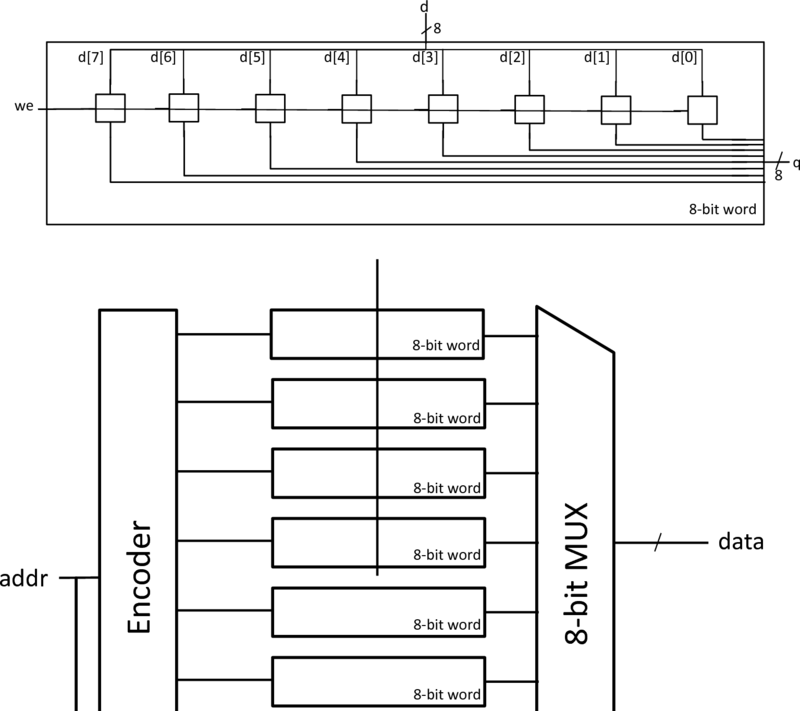 d
8
d[7] d[6] d[5] d[4] d[3] d[2] d[1] d[0]
we
q
8
8-bit word
8-bit word
8-bit word
8-bit word
8-bit word
8-bit word
8-bit word
addr
Encoder
8-bit MUX
data